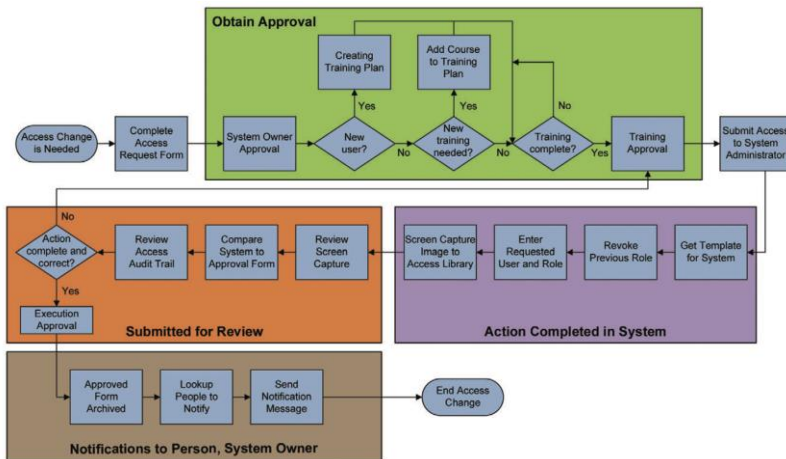 Obtain Approval
Creating
Training Plan
Add Course
to Training
Plan
Yes
Yes
No
Access Change
is Needed
Complete
Access
Request Form
System Owner
Approval
New
user?
No
New
training
needed?
No
Training
complete?
Yes
Training
Approval
Submit Access
to System
Administrator
No
Action
complete and
correct?
Review
Access
Audit Trail
Compare
System to
Approval Form
Review
Screen
Capture
Screen Capture
Image to
Access Library
Enter
Requested
User and Role
Revoke
Previous Role
Get Template
for System
Yes
Execution
Approval
Submitted for Review
Action Completed in System
Approved
Form
Archived
Lookup
People to
Notify
Send
Notification
Message
End Access
Change
Notifications to Person, System Owner